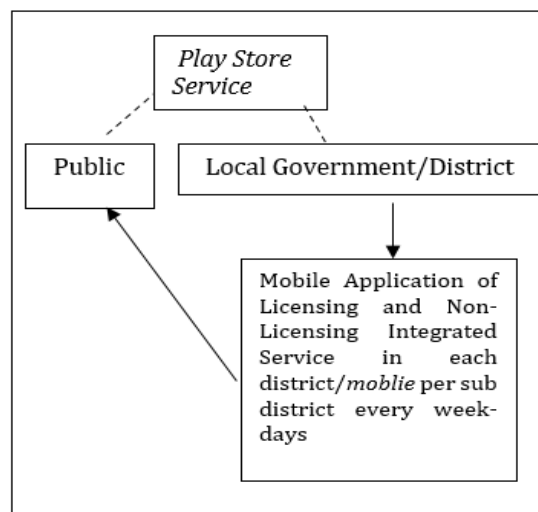 Play Store
Service
Public
Local Government/District
Mobile Application of
Licensing and Non-
Licensing Integrated
Service in each
district/moblie per sub
district every week-
days